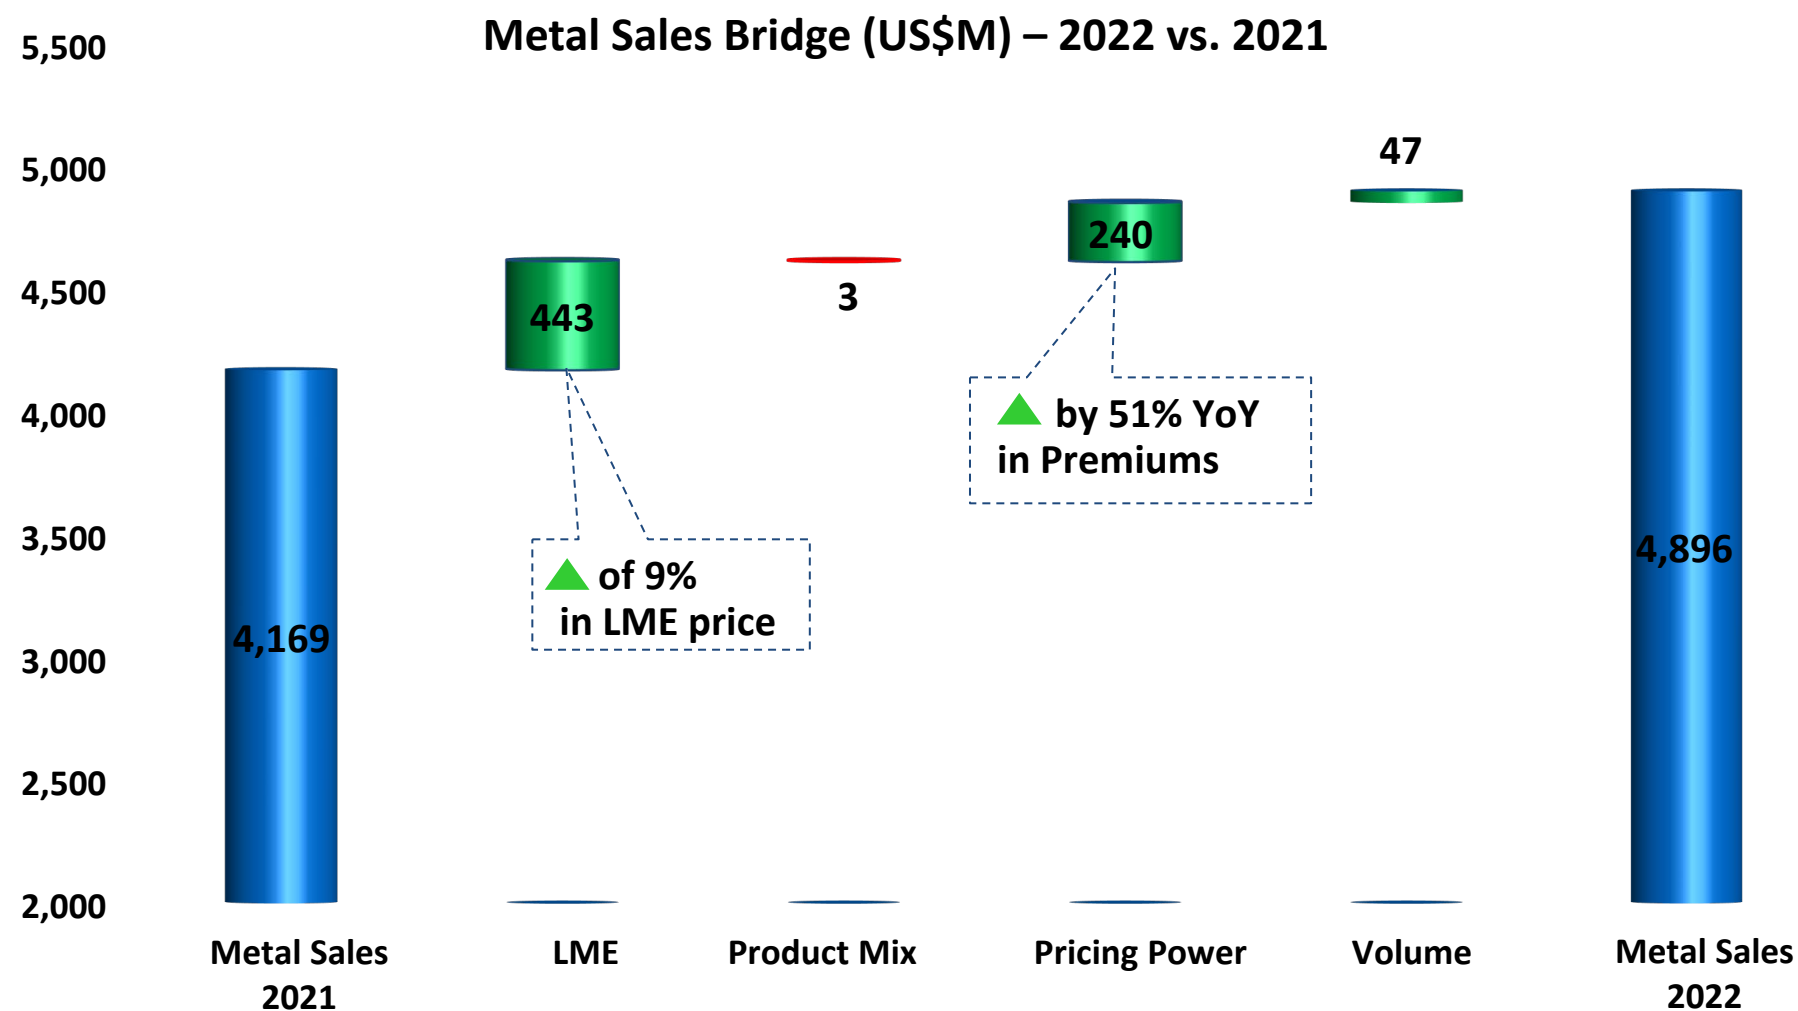 Metal Sales Bridge (US$M) – 2022 vs. 2021
5,500
5,000
4,500
4,000
3,500
3,000
2,500
2,000
4,169
443
3
240
47
4,896
of 9%
in LME price
by 51% YoY
in Premiums
Metal Sales
2021
LME
Product Mix
Pricing Power
Volume
Metal Sales
2022